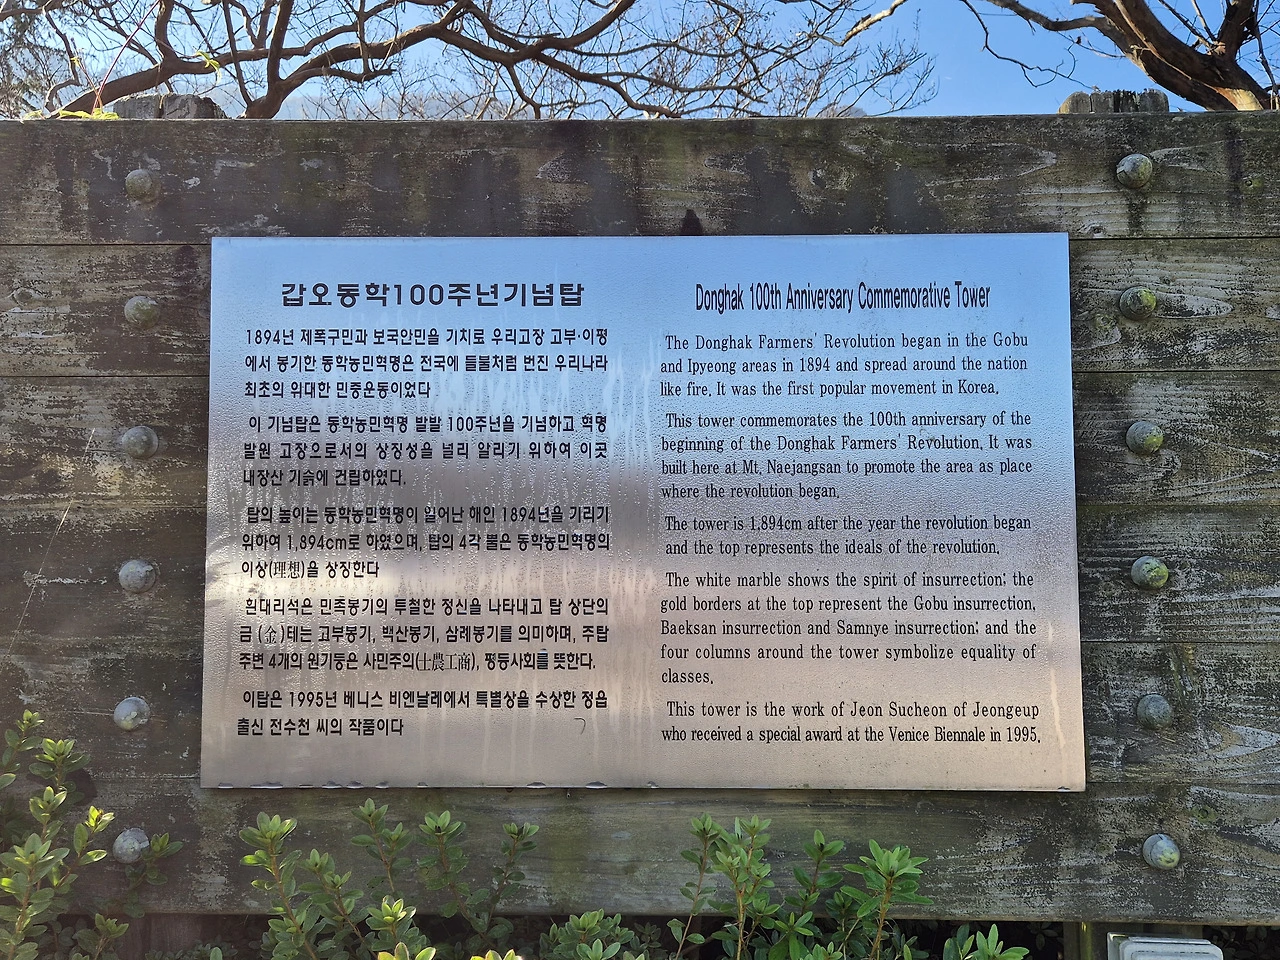 갑오동학100주년기념탑
1894년 제폭구민과 보국안민을 기치로 우리고장 고부·이평
에서 봉기한 동학농민혁명은 전국에 들불처럼 번진 우리나라
최초의 위대한 민중운동이었다
이 기념탑은 동학농민혁명 발발 100주년을 기념하고 혁명
발원 고장으로서의 상징성을 널리 알리기 위하여 이곳
내장산 기슭에 건립하였다.
탑의 높이는 동학농민혁명이 일어난 해인 1894년을 기리기
위하여 1,894cm로 하였으며, 탑의 4각 뿔은 동학농민혁명의
이상(理想)을 상징한다
흰대리석은 민족봉기의 투철한 정신을 나타내고 탑 상단의
금(金)테는 고부봉기, 백산봉기, 삼례봉기를 의미하며, 주탑
주변 4개의 원기둥은 사민주의(士農工商), 평등사회를 뜻한다.
이탑은 1995년 베니스 비엔날레에서 특별상을 수상한 정읍
출신 전수천 씨의 작품이다
Donghak 100th Anniversary Commemorative Tower
The Donghak Farmers' Revolution began in the Gobu
and Ipyeong areas in 1894 and spread around the nation
like fire. It was the first popular movement in Korea.
This tower commemorates the 100th anniversary of the
beginning of the Donghak Farmers' Revolution. It was
built here at Mt. Naejangsan to promote the area as place
where the revolution began.
The tower is 1,894cm after the year the revolution began
and the top represents the ideals of the revolution.
The white marble shows the spirit of insurrection; the
gold borders at the top represent the Gobu insurrection,
Baeksan insurrection and Samnye insurrection; and the
four columns around the tower symbolize equality of
classes.
This tower is the work of Jeon Sucheon of Jeongeup
who received a special award at the Venice Biennale in 1995.